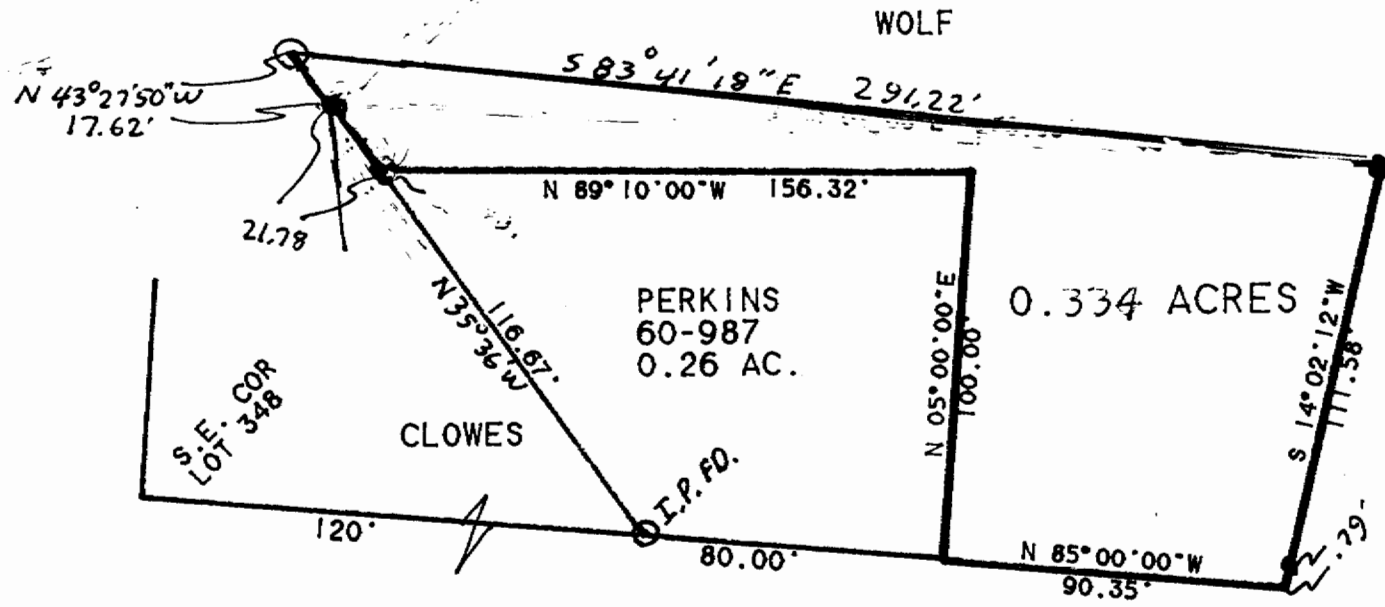 WOLF
S 83°41'18"E 291.22'
N 43°27'50"W
17.62'
21.78
N 89°10'00"W 156.32'
N35°36'W
116.67'
PERKINS
60-987
0.26 AC.
N 05°00'00"E
100.00'
0.334 ACRES
S 14°02'12"W
111.58'
S.E. COR
LOT 348
CLOWES
I.P. FD.
120'
80.00'
N 85°00'00"W
90.35'
.79'